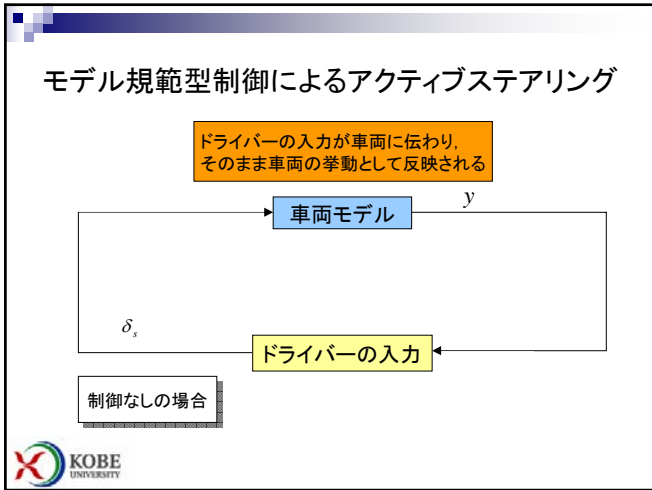 モデル規範型制御によるアクティブステアリング
ドライバーの入力が車両に伝わり，
そのまま車両の挙動として反映される
車両モデル
y
δs
ドライバーの入力
制御なしの場合
KOBE
UNIVERSITY